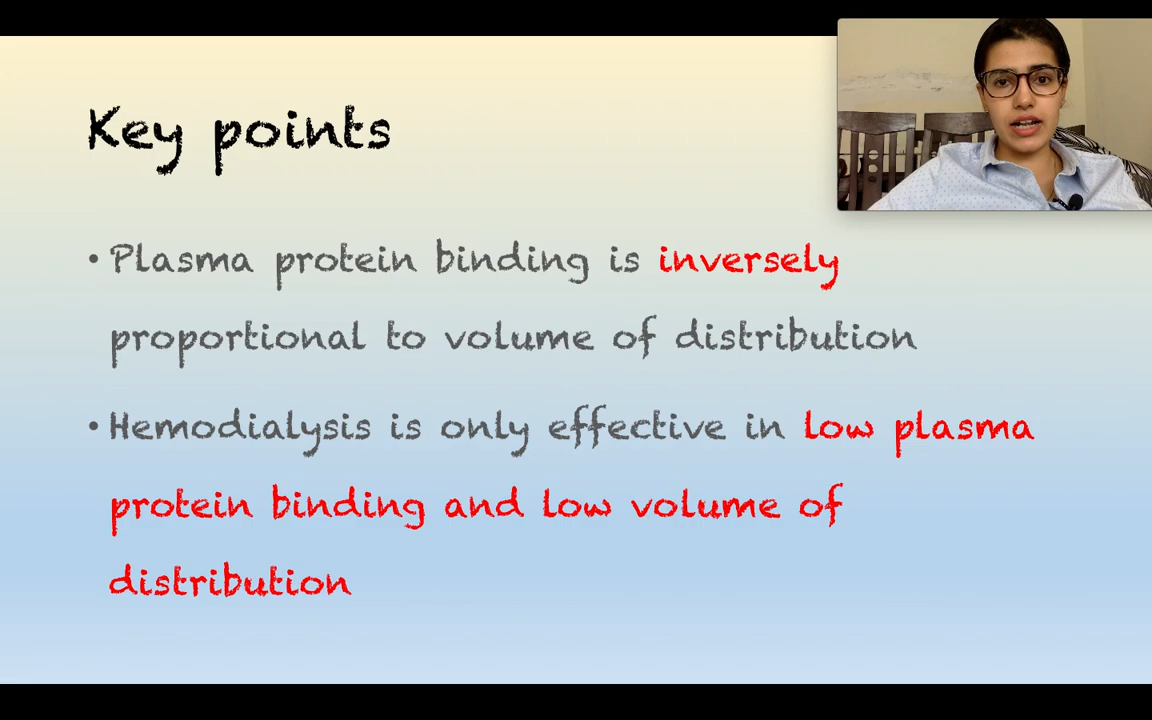 Key points
• Plasma protein binding is inversely
proportional to volume of distribution
• Hemodialysis is only effective in low plasma
protein binding and low volume of
distribution